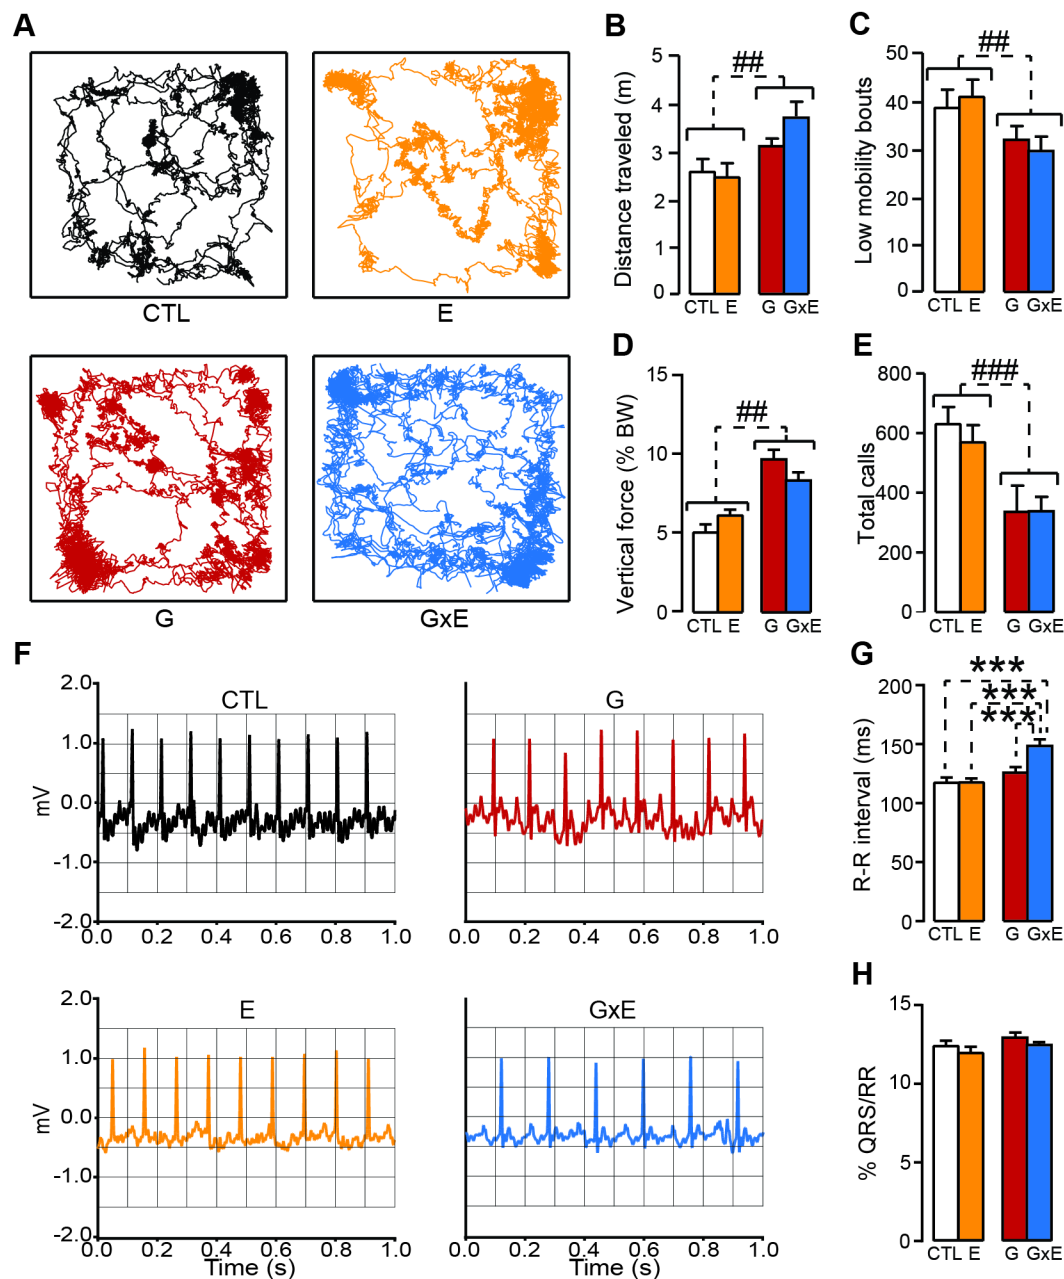 A
CTL
E
G
GxE
B
##
Distance traveled (m)
5
4
3
2
1
0
CTL E G GxE
C
##
Low mobility bouts
50
40
30
20
10
0
CTL E G GxE
D
##
Vertical force (% BW)
15
10
5
0
CTL E G GxE
E
###
Total calls
800
600
400
200
0
CTL E G GxE
F
CTL
mV
2.0
1.0
0.0
-1.0
-2.0
0.0 0.2 0.4 0.6 0.8 1.0
G
0.0 0.2 0.4 0.6 0.8 1.0
E
mV
2.0
1.0
0.0
-1.0
-2.0
0.0 0.2 0.4 0.6 0.8 1.0
Time (s)
GxE
0.0 0.2 0.4 0.6 0.8 1.0
Time (s)
G
***
***
***
R-R interval (ms)
200
150
100
50
0
CTL E G GxE
H
% QRS/RR
15
10
5
0
CTL E G GxE